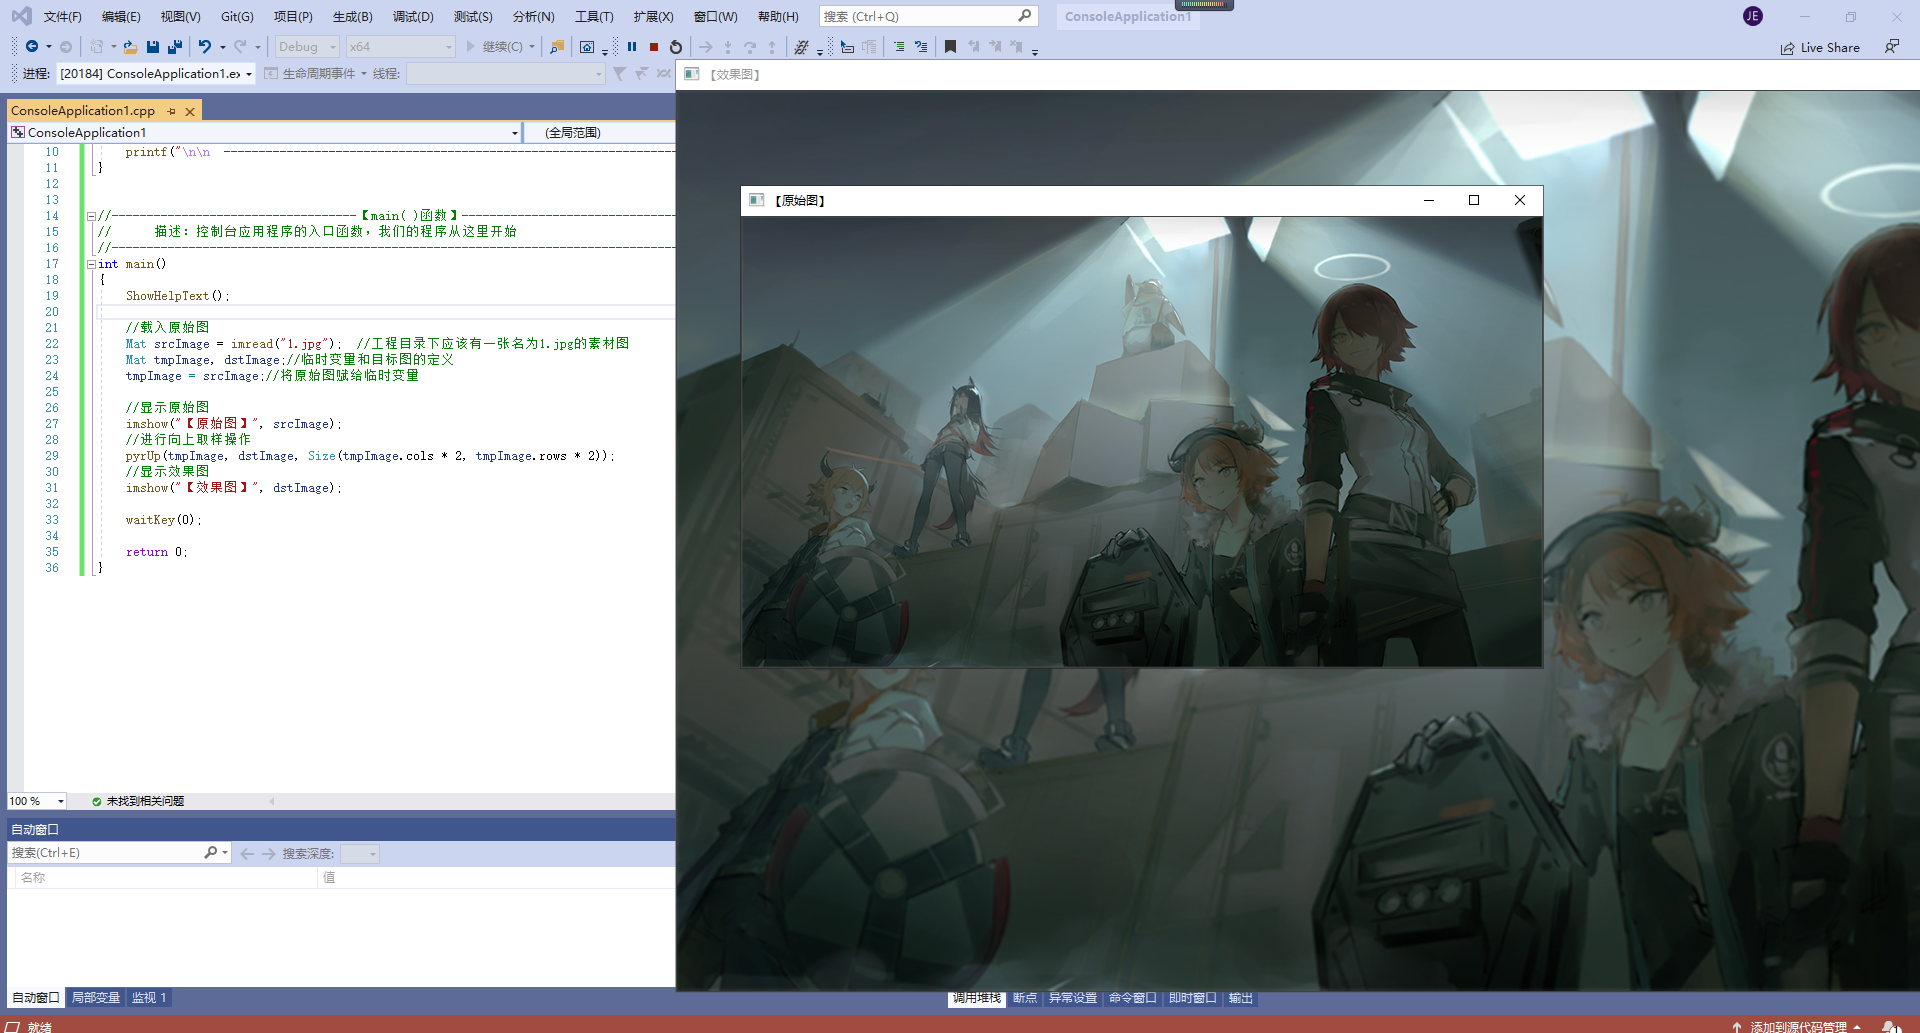 文件(F) 编辑(E) 视图(V) Git(G) 项目(P) 生成(B) 调试(D) 测试(S) 分析(N) 工具(T) 扩展(X) 窗口(W) 帮助(H) 搜索 (Ctrl+Q) ConsoleApplication1 JE
Debug x64 继续(C) Live Share
进程: [20184] ConsoleApplication1.ex 生命周期事件 线程:
【效果图】
ConsoleApplication1.cpp
ConsoleApplication1 (全局范围)
10 printf("\n\n ----------------------------------------------------------------
11 }
12
13
14 //-----------------------------------【main( )函数】-------------------------------
15 // 描述: 控制台应用程序的入口函数, 我们的程序从这里开始
16 //--------------------------------------------------------------------------------
17 int main()
18 {
19 ShowHelpText();
20
21 //载入原始图
22 Mat srcImage = imread("1.jpg"); //工程目录下应该有一张名为1.jpg的素材图
23 Mat tmpImage, dstImage;//临时变量和目标图的定义
24 tmpImage = srcImage;//将原始图赋给临时变量
25
26 //显示原始图
27 imshow("【原始图】", srcImage);
28 //进行向上取样操作
29 pyrUp(tmpImage, dstImage, Size(tmpImage.cols * 2, tmpImage.rows * 2));
30 //显示效果图
31 imshow("【效果图】", dstImage);
32
33 waitKey(0);
34
35 return 0;
36 }
【原始图】
100 % 未找到相关问题
自动窗口
搜索(Ctrl+E) 搜索深度:
名称 值
自动窗口 局部变量 监视 1 调用堆栈 断点 异常设置 命令窗口 即时窗口 输出
就绪 添加到源代码管理 1